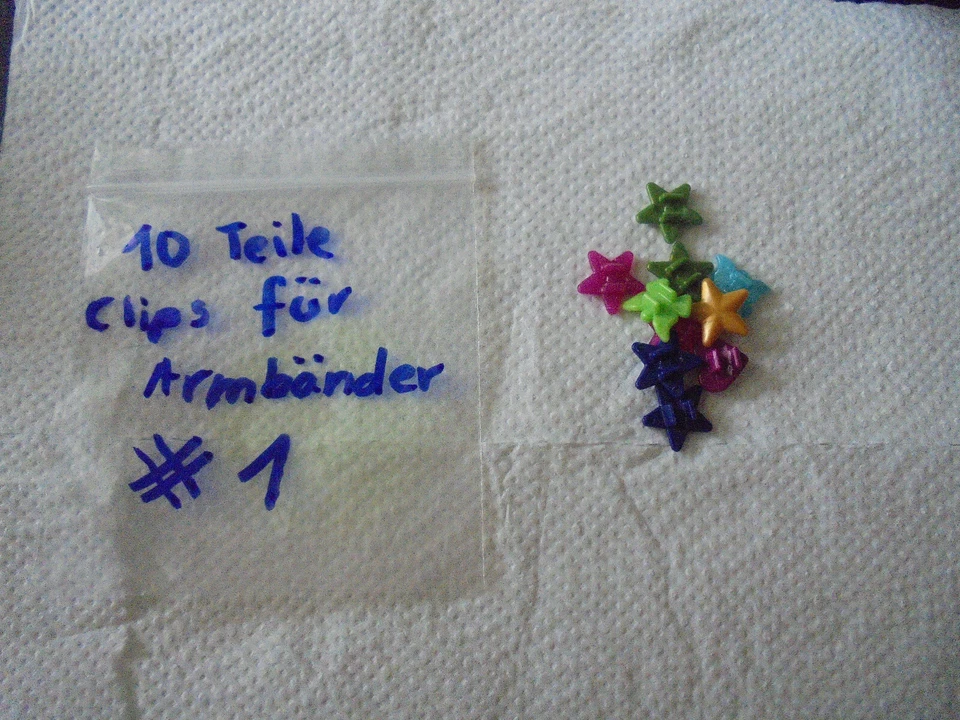 10 Teile
Clips für
Armbänder
# 1